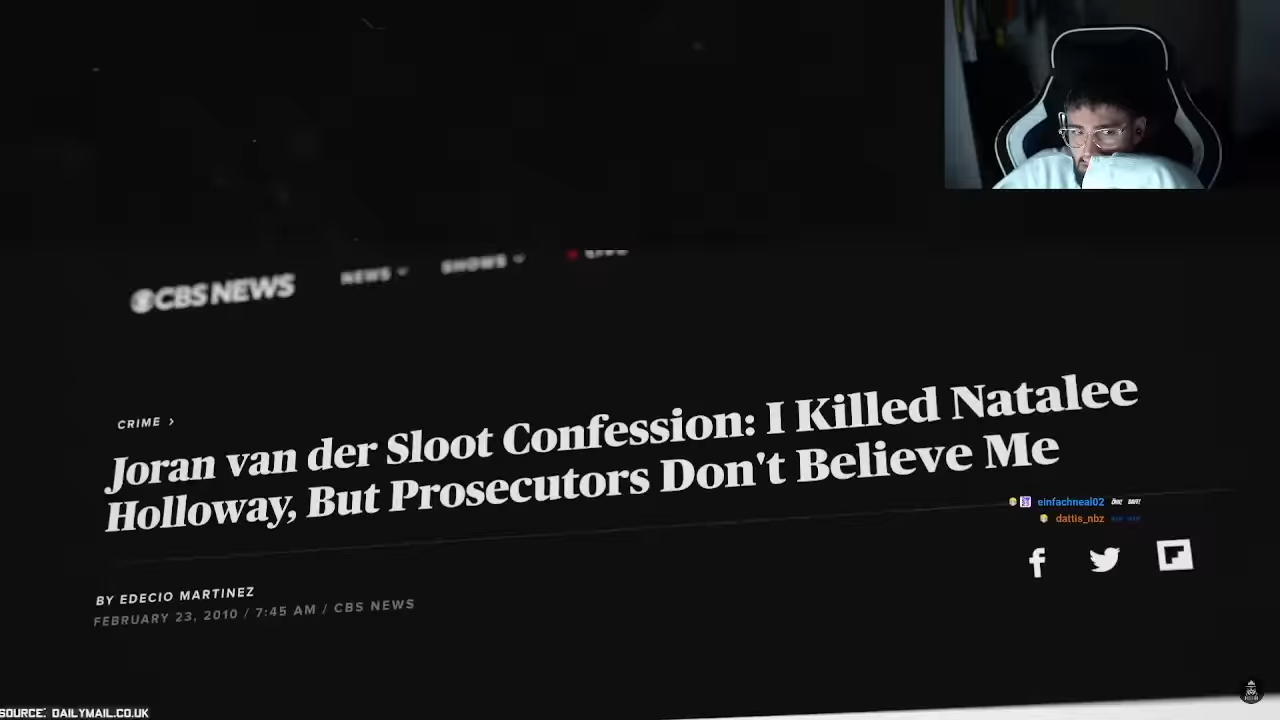 CBS NEWS
NEWS
SHOWS
LIVE
CRIME
Joran van der Sloot Confession: I Killed Natalee
Holloway, But Prosecutors Don't Believe Me
einfachneal02
dattis_nbz
BY EDECIO MARTINEZ
FEBRUARY 23, 2010 / 7:45 AM / CBS NEWS
SOURCE: DAILYMAIL.CO.UK